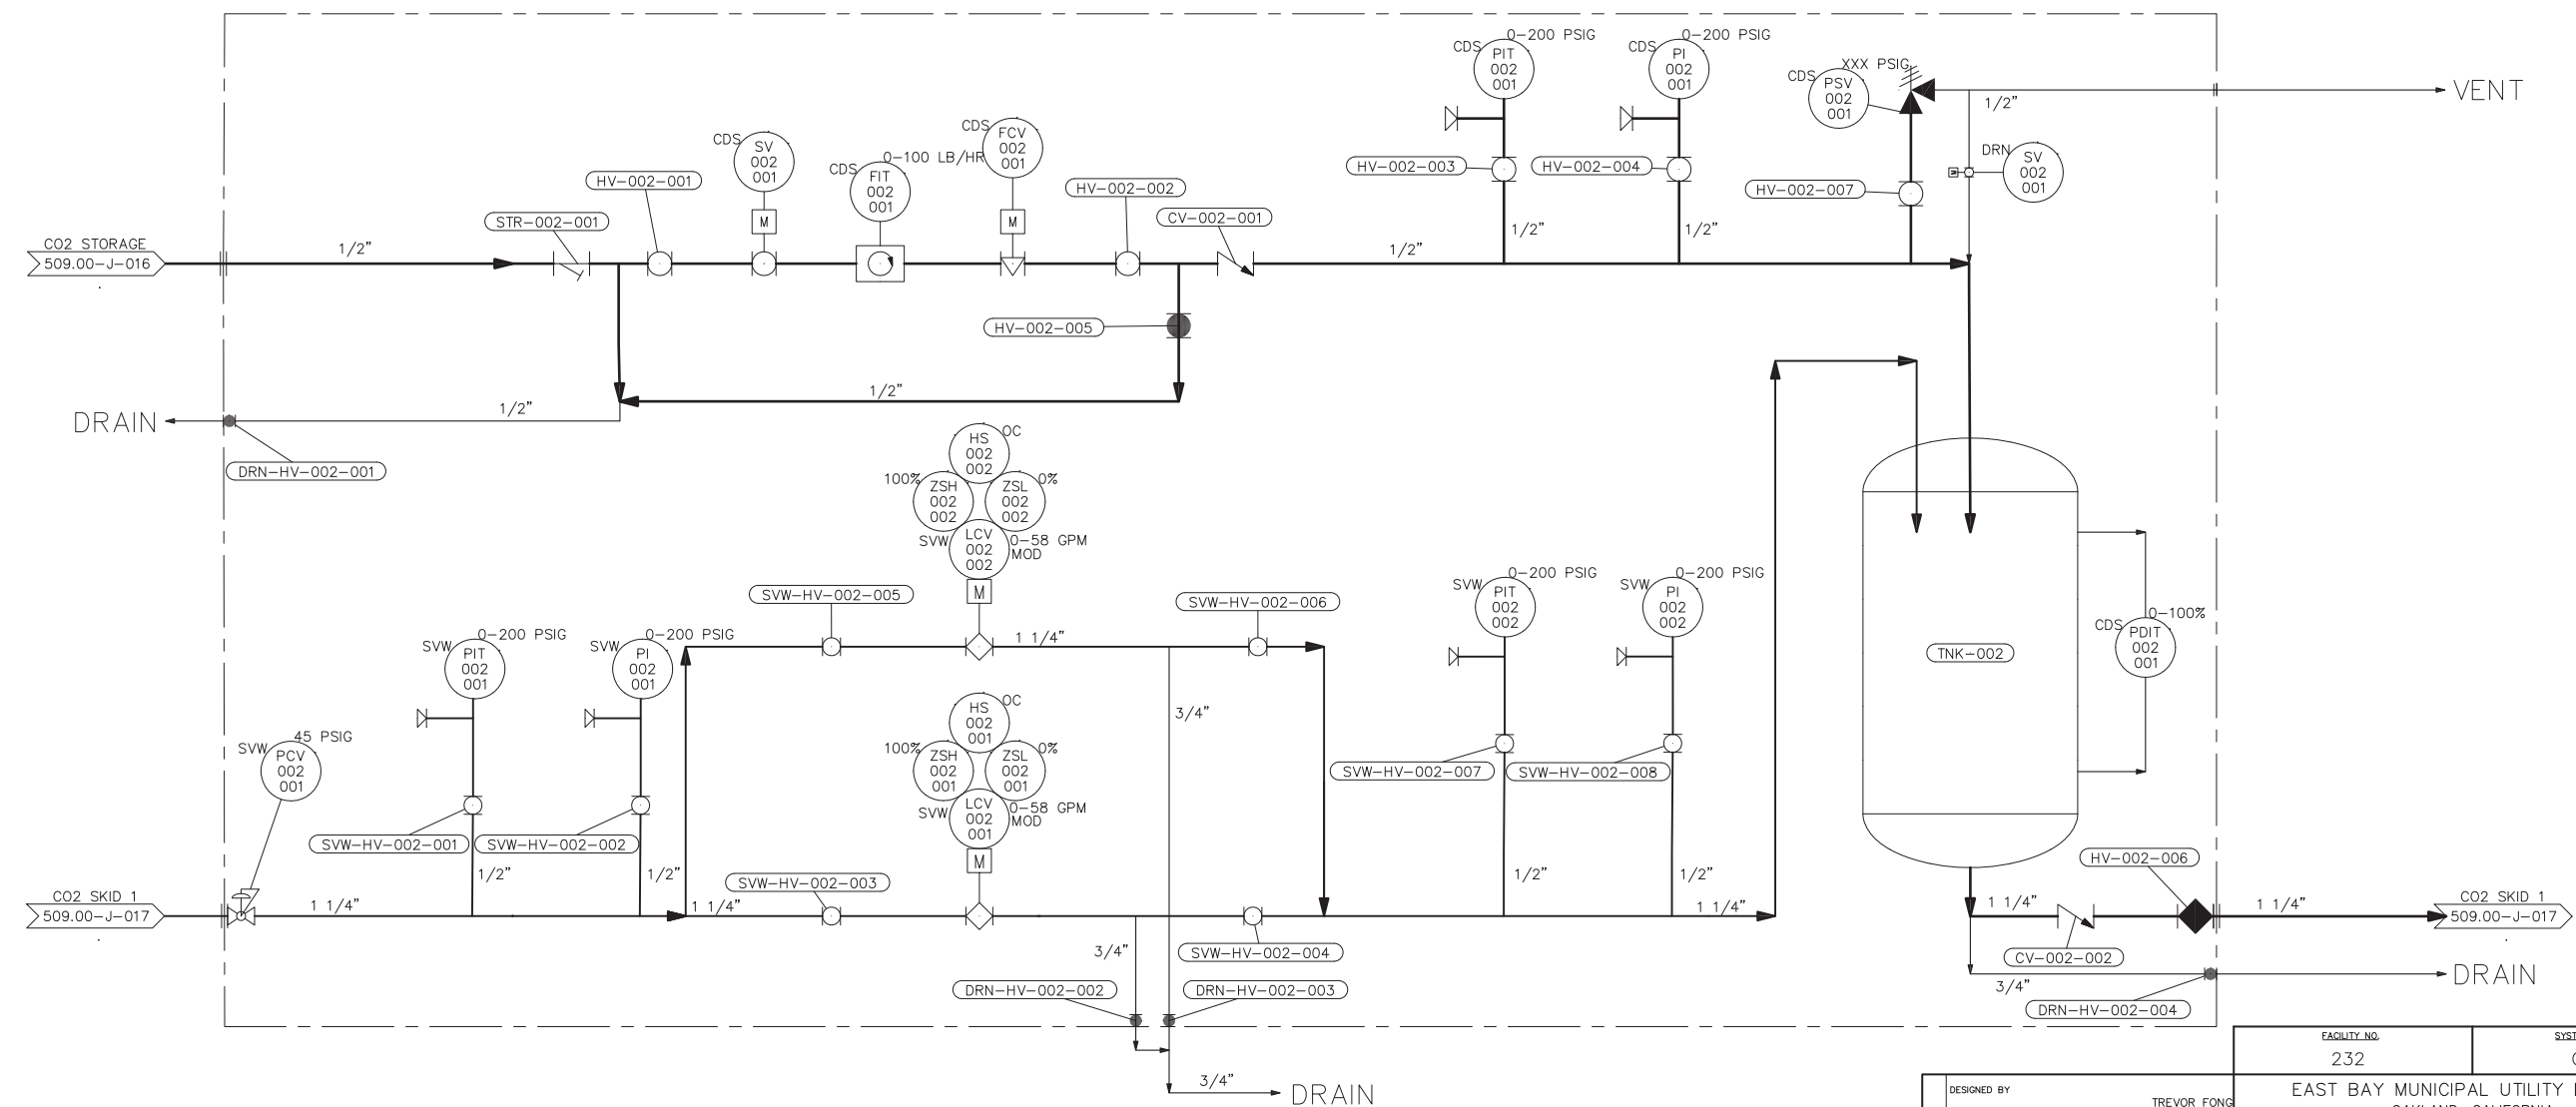 0-200 PSIG
CDS
PIT
002
001
0-200 PSIG
CDS
PI
002
001
XXX PSIG
CDS
PSV
002
001
VENT
1/2"
CDS
SV
002
001
CDS
FCV
002
001
0-100 LB/HR
CDS
FIT
002
001
DRN
SV
002
001
HV-002-001
HV-002-002
HV-002-003
HV-002-004
HV-002-007
STR-002-001
CV-002-001
1/2"
1/2"
CO2 STORAGE
509.00-J-016
1/2"
1/2"
HV-002-005
1/2"
1/2"
DRAIN
DRN-HV-002-001
HS
002
002
OC
100%
ZSH
002
002
ZSL
002
002
0%
SVW
LCV
002
002
0-58 GPM
MOD
M
M
M
SVW-HV-002-005
SVW-HV-002-006
1 1/4"
0-200 PSIG
SVW
PIT
002
002
0-200 PSIG
SVW
PI
002
002
0-200 PSIG
SVW
PIT
002
001
0-200 PSIG
SVW
PI
002
001
0-100%
CDS
PDIT
002
001
TNK-002
3/4"
HS
002
001
OC
100%
ZSH
002
001
ZSL
002
001
0%
SVW
LCV
002
001
0-58 GPM
MOD
M
45 PSIG
SVW
PCV
002
001
SVW-HV-002-007
SVW-HV-002-008
SVW-HV-002-001
SVW-HV-002-002
1/2"
1/2"
SVW-HV-002-003
1/2"
1/2"
HV-002-006
CO2 SKID 1
509.00-J-017
1 1/4"
1 1/4"
1 1/4"
1 1/4"
1 1/4"
CO2 SKID 1
509.00-J-017
3/4"
SVW-HV-002-004
CV-002-002
DRAIN
3/4"
DRN-HV-002-002
DRN-HV-002-003
DRN-HV-002-004
3/4"
DRAIN
FACILITY NO.
232
SYST
DESIGNED BY
TREVOR FONG
EAST BAY MUNICIPAL UTILITY